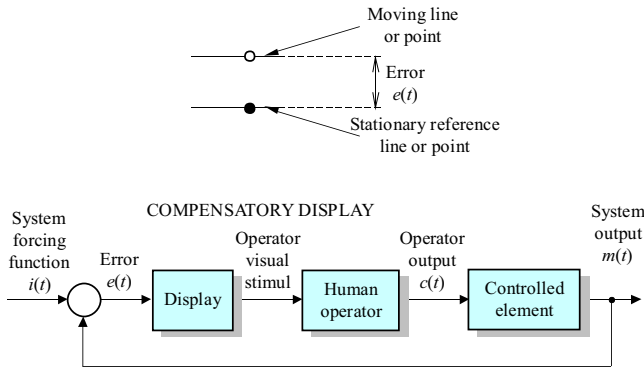 Moving line
or point
Error
e(t)
Stationary reference
line or point
COMPENSATORY DISPLAY
System
forcing
function
i(t)
Error
e(t)
Operator
visual
stimul
Operator
output
c(t)
System
output
m(t)
Display
Human
operator
Controlled
element